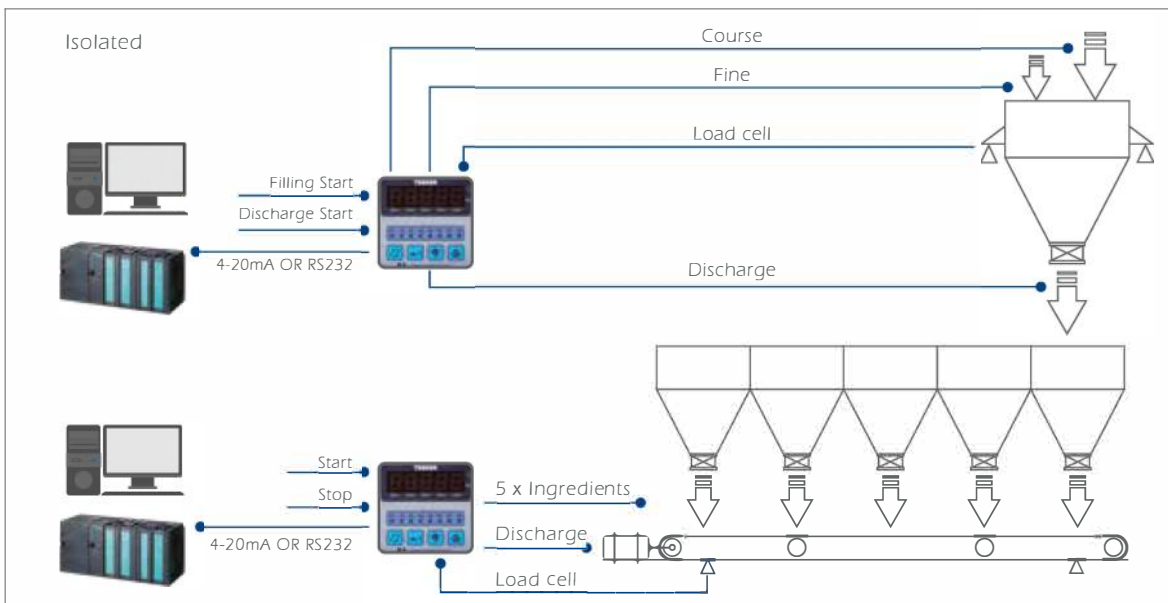 Isolated
Course
Fine
Load cell
Filling Start
Discharge Start
4-20mA OR RS232
Discharge
Start
Stop
4-20mA OR RS232
5 x Ingredients
Discharge
Load cell